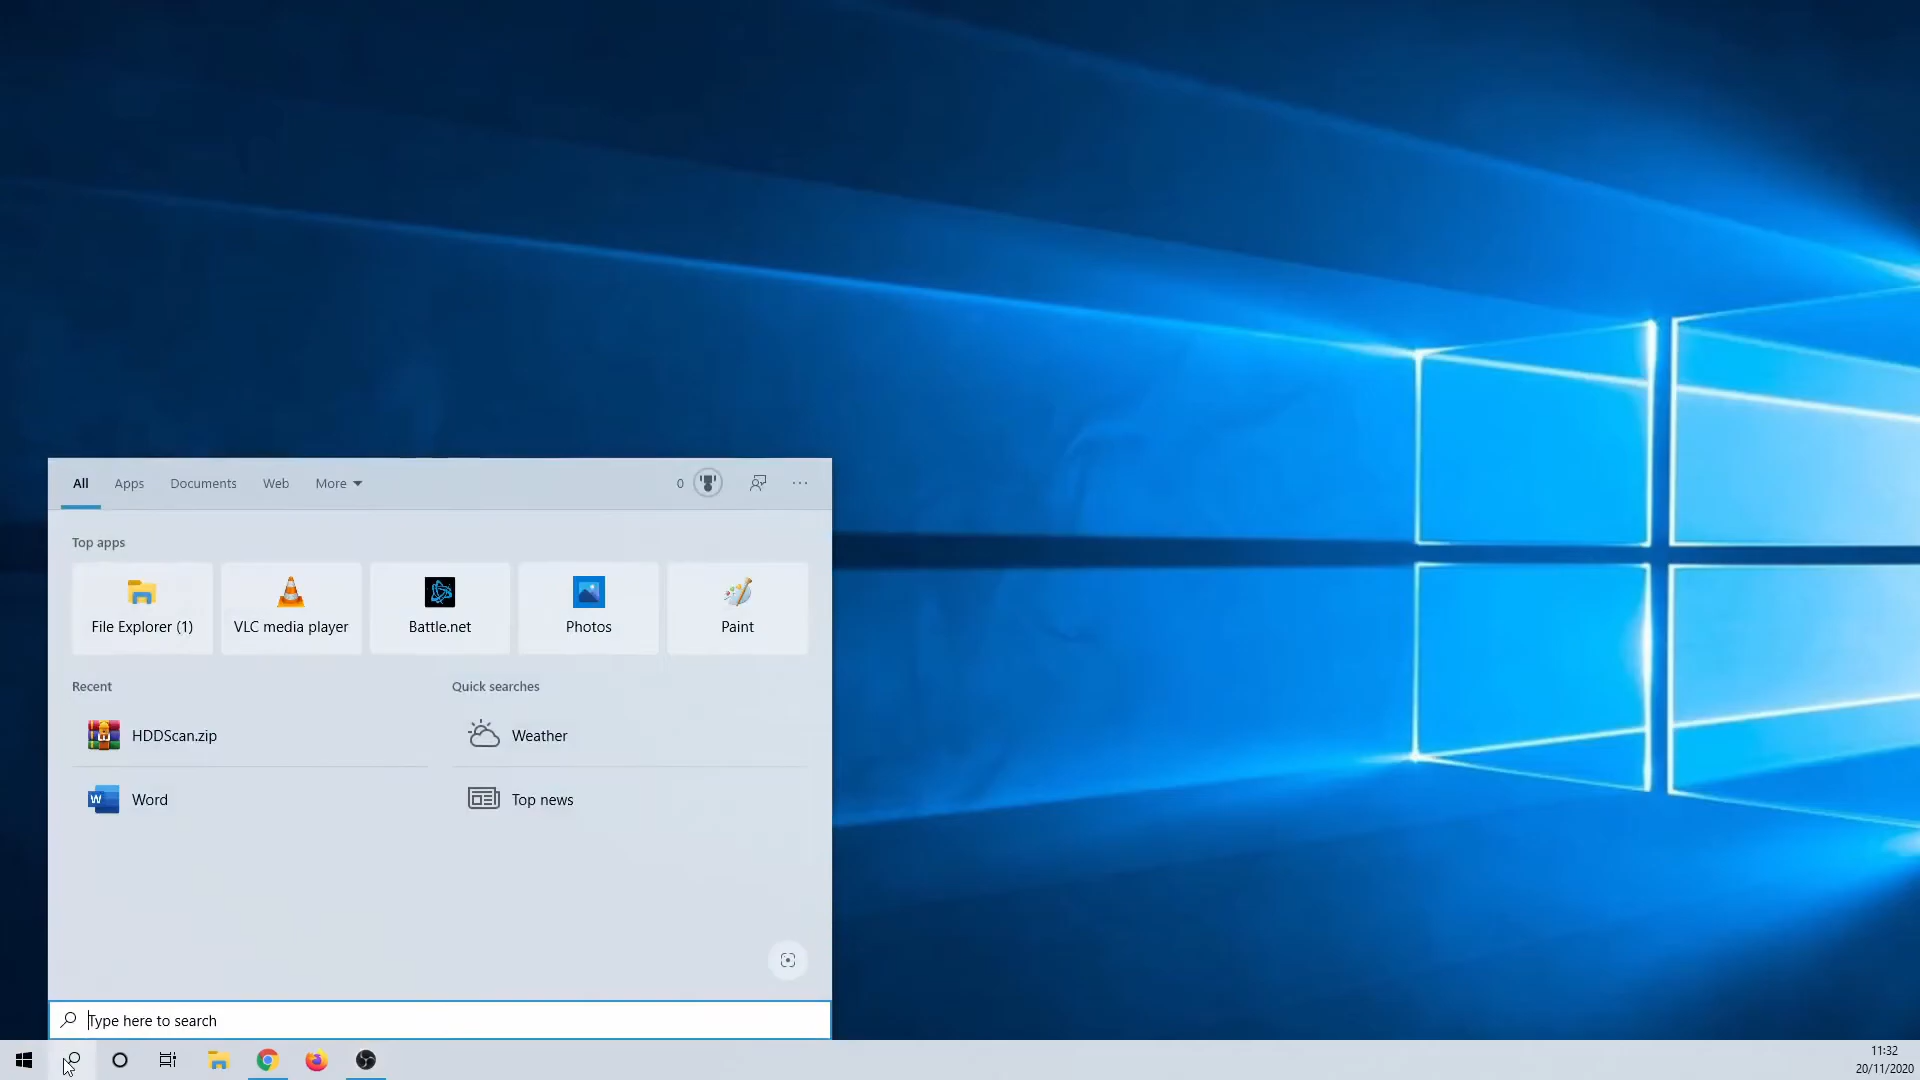 All Apps Documents Web More 0
Top apps
File Explorer (1) VLC media player Battle.net Photos Paint
Recent Quick searches
HDDScan.zip Weather
Word Top news
Type here to search
11:32
20/11/2020